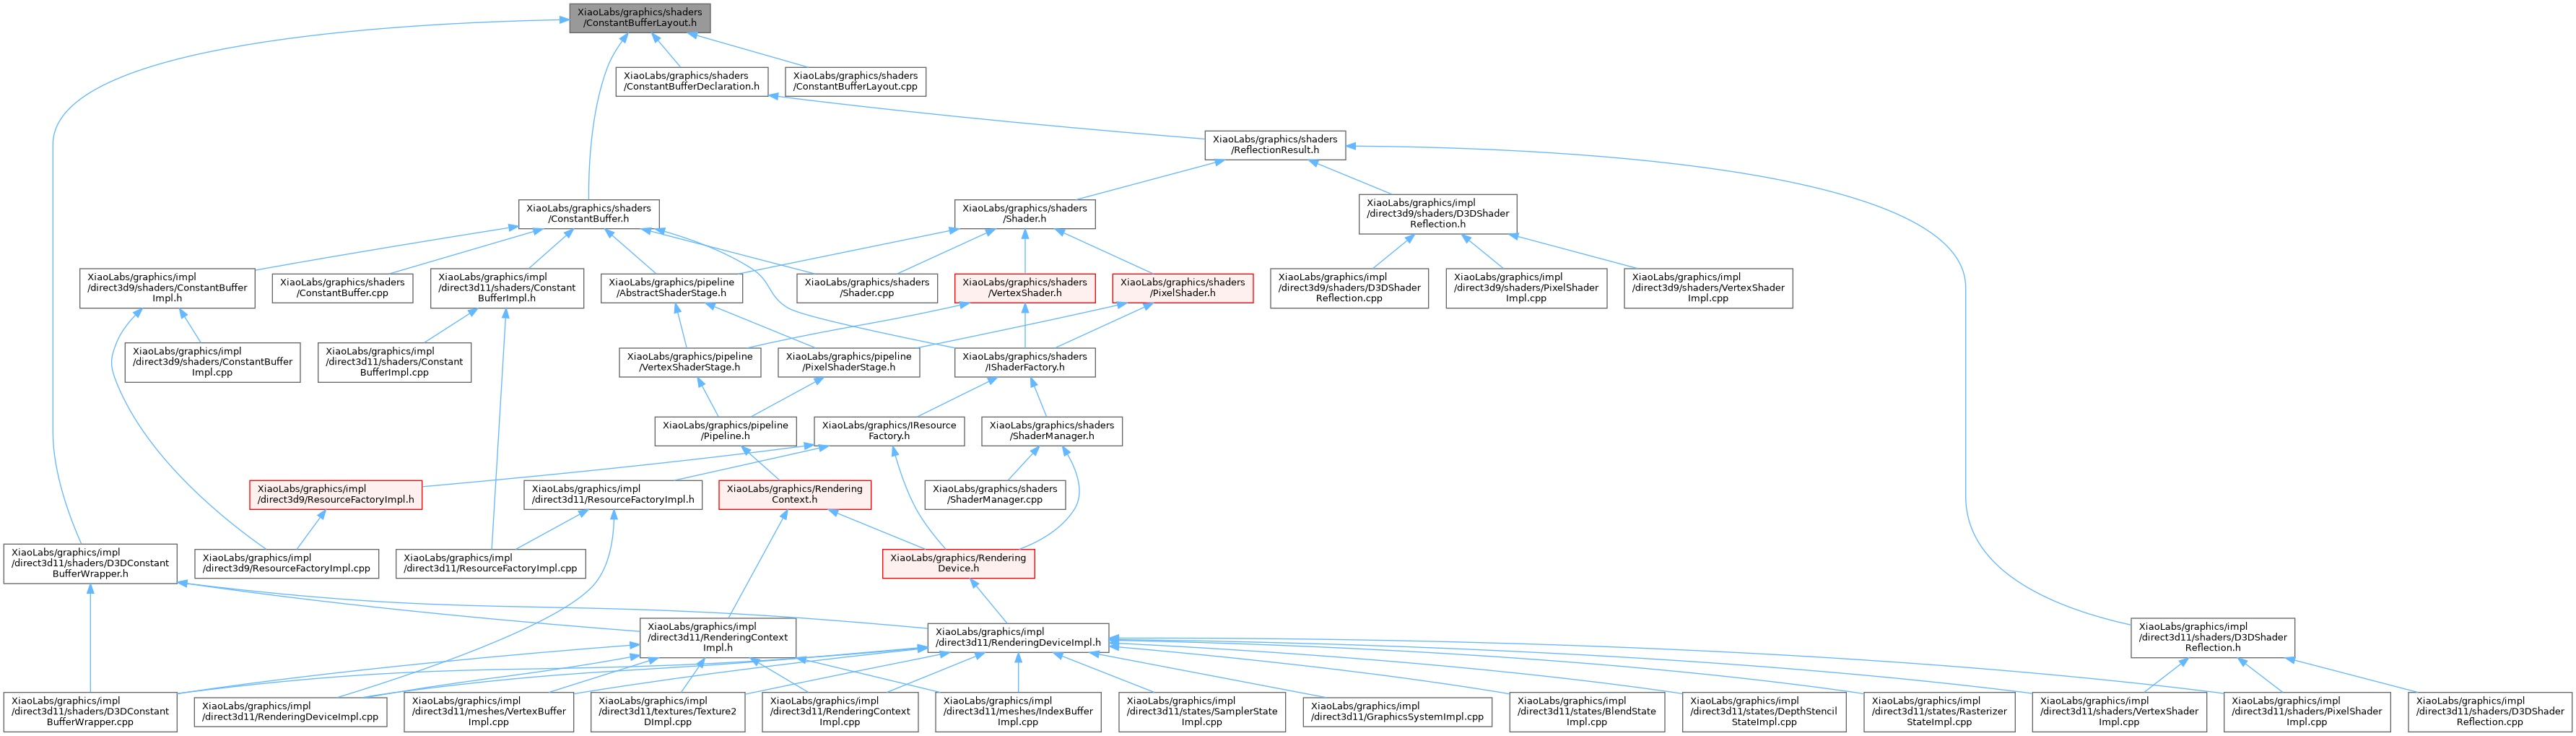 XiaoLabs/graphics/shaders
/ConstantBufferLayout.h
XiaoLabs/graphics/shaders
/ConstantBufferDeclaration.h
XiaoLabs/graphics/shaders
/ConstantBufferLayout.cpp
XiaoLabs/graphics/shaders
/ReflectionResult.h
XiaoLabs/graphics/shaders
/ConstantBuffer.h
XiaoLabs/graphics/shaders
/Shader.h
XiaoLabs/graphics/impl
/direct3d9/shaders/D3DShader
Reflection.h
XiaoLabs/graphics/impl
/direct3d9/shaders/ConstantBuffer
Impl.h
XiaoLabs/graphics/shaders
/ConstantBuffer.cpp
XiaoLabs/graphics/impl
/direct3d11/shaders/Constant
BufferImpl.h
XiaoLabs/graphics/pipeline
/AbstractShaderStage.h
XiaoLabs/graphics/shaders
/Shader.cpp
XiaoLabs/graphics/shaders
/VertexShader.h
XiaoLabs/graphics/shaders
/PixelShader.h
XiaoLabs/graphics/impl
/direct3d9/shaders/D3DShader
Reflection.cpp
XiaoLabs/graphics/impl
/direct3d9/shaders/PixelShader
Impl.cpp
XiaoLabs/graphics/impl
/direct3d9/shaders/VertexShader
Impl.cpp
XiaoLabs/graphics/impl
/direct3d9/shaders/ConstantBuffer
Impl.cpp
XiaoLabs/graphics/impl
/direct3d11/shaders/Constant
BufferImpl.cpp
XiaoLabs/graphics/pipeline
/VertexShaderStage.h
XiaoLabs/graphics/pipeline
/PixelShaderStage.h
XiaoLabs/graphics/shaders
/IShaderFactory.h
XiaoLabs/graphics/pipeline
/Pipeline.h
XiaoLabs/graphics/IResource
Factory.h
XiaoLabs/graphics/shaders
/ShaderManager.h
XiaoLabs/graphics/impl
/direct3d9/ResourceFactoryImpl.h
XiaoLabs/graphics/impl
/direct3d11/ResourceFactoryImpl.h
XiaoLabs/graphics/Rendering
Context.h
XiaoLabs/graphics/shaders
/ShaderManager.cpp
XiaoLabs/graphics/impl
/direct3d11/shaders/D3DConstant
BufferWrapper.h
XiaoLabs/graphics/impl
/direct3d9/ResourceFactoryImpl.cpp
XiaoLabs/graphics/impl
/direct3d11/ResourceFactoryImpl.cpp
XiaoLabs/graphics/Rendering
Device.h
XiaoLabs/graphics/impl
/direct3d11/RenderingContext
Impl.h
XiaoLabs/graphics/impl
/direct3d11/RenderingDeviceImpl.h
XiaoLabs/graphics/impl
/direct3d11/shaders/D3DShader
Reflection.h
XiaoLabs/graphics/impl
/direct3d11/shaders/D3DConstant
BufferWrapper.cpp
XiaoLabs/graphics/impl
/direct3d11/RenderingDeviceImpl.cpp
XiaoLabs/graphics/impl
/direct3d11/meshes/VertexBuffer
Impl.cpp
XiaoLabs/graphics/impl
/direct3d11/textures/Texture2
DImpl.cpp
XiaoLabs/graphics/impl
/direct3d11/RenderingContext
Impl.cpp
XiaoLabs/graphics/impl
/direct3d11/meshes/IndexBuffer
Impl.cpp
XiaoLabs/graphics/impl
/direct3d11/states/SamplerState
Impl.cpp
XiaoLabs/graphics/impl
/direct3d11/GraphicsSystemImpl.cpp
XiaoLabs/graphics/impl
/direct3d11/states/BlendState
Impl.cpp
XiaoLabs/graphics/impl
/direct3d11/states/DepthStencil
StateImpl.cpp
XiaoLabs/graphics/impl
/direct3d11/states/Rasterizer
StateImpl.cpp
XiaoLabs/graphics/impl
/direct3d11/shaders/VertexShader
Impl.cpp
XiaoLabs/graphics/impl
/direct3d11/shaders/PixelShader
Impl.cpp
XiaoLabs/graphics/impl
/direct3d11/shaders/D3DShader
Reflection.cpp